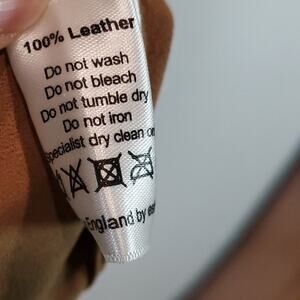 100% Leather
Do not wash
Do not bleach
Do not tumble dry
Do not iron
Specialist dry clean
England by